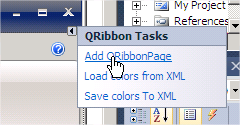 My Project
References
QRibbon Tasks
Add QRibbonPage
Load colors from XML
Save colors To XML